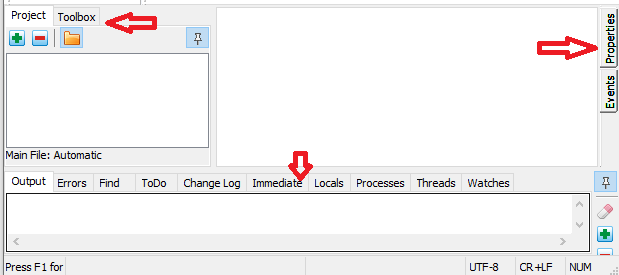 Project Toolbox
Properties
Events
Main File: Automatic
Output Errors Find ToDo Change Log Immediate Locals Processes Threads Watches
Press F1 for UTF-8 CR+LF NUM